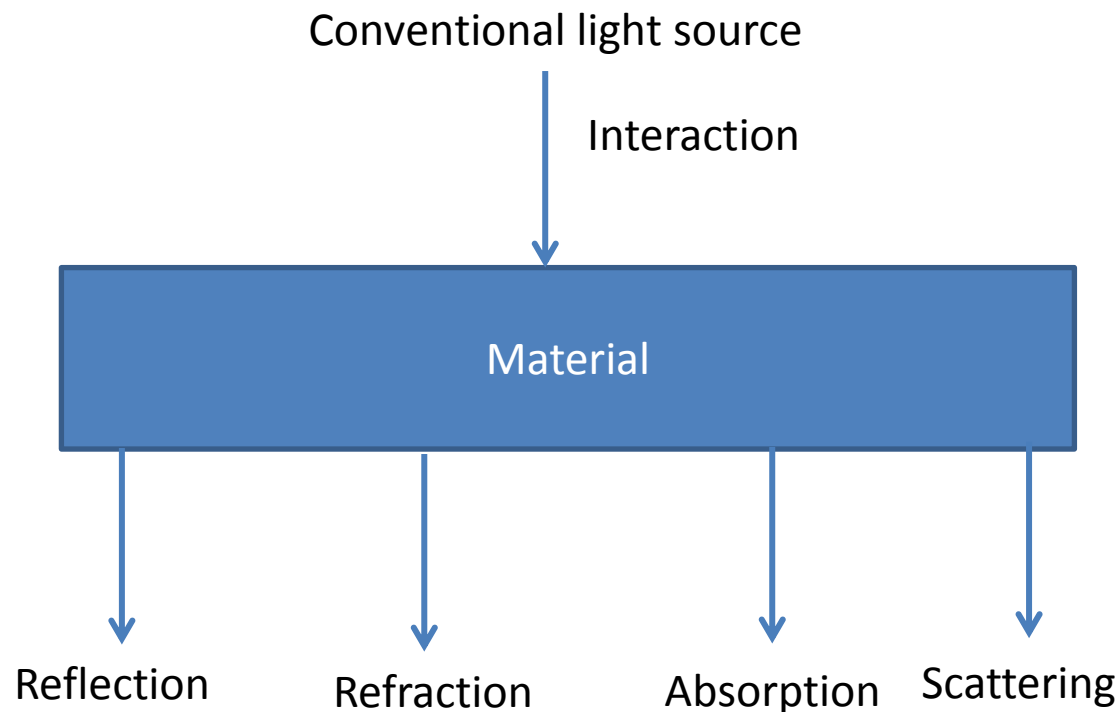 Conventional light source
Interaction
Material
Reflection
Refraction
Absorption
Scattering